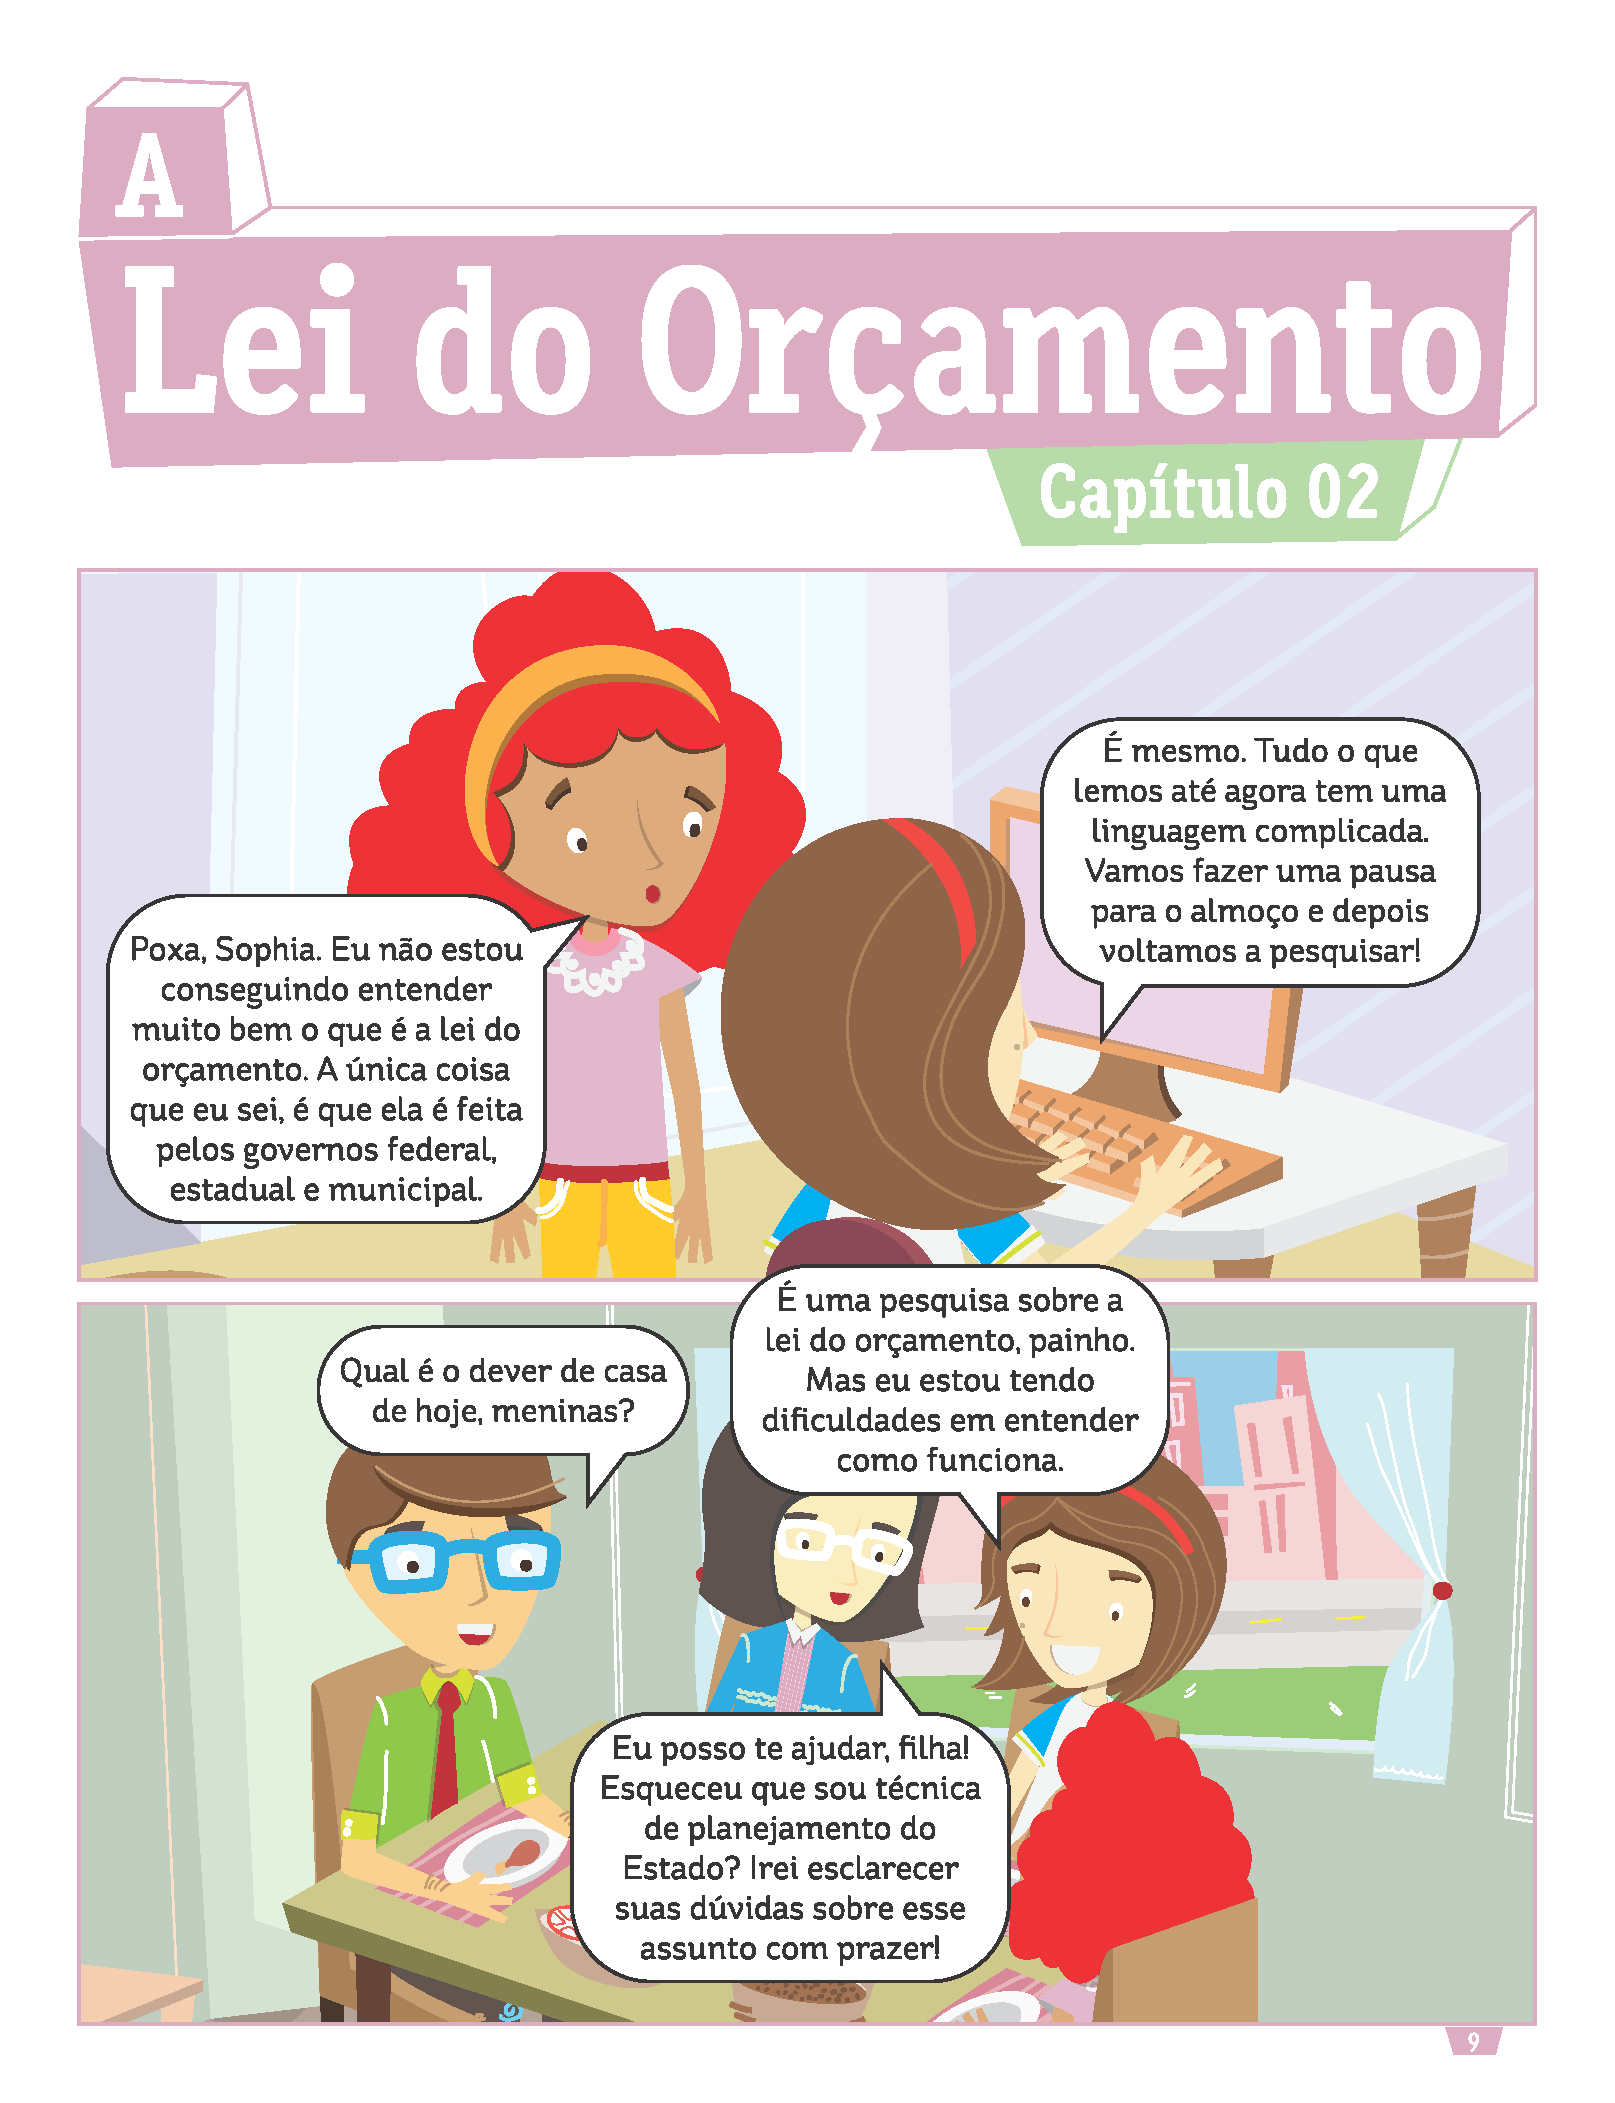 A
Lei do Orçamento
Capítulo 02
Poxa, Sophia. Eu não estou
conseguindo entender
muito bem o que é a lei do
orçamento. A única coisa
que eu sei, é que ela é feita
pelos governos federal,
estadual e municipal.
É mesmo. Tudo o que
lemos até agora tem uma
linguagem complicada.
Vamos fazer uma pausa
para o almoço e depois
voltamos a pesquisar!
Qual é o dever de casa
de hoje, meninas?
É uma pesquisa sobre a
lei do orçamento, painho.
Mas eu estou tendo
dificuldades em entender
como funciona.
Eu posso te ajudar, filha!
Esqueceu que sou técnica
de planejamento do
Estado? Irei esclarecer
suas dúvidas sobre esse
assunto com prazer!
9